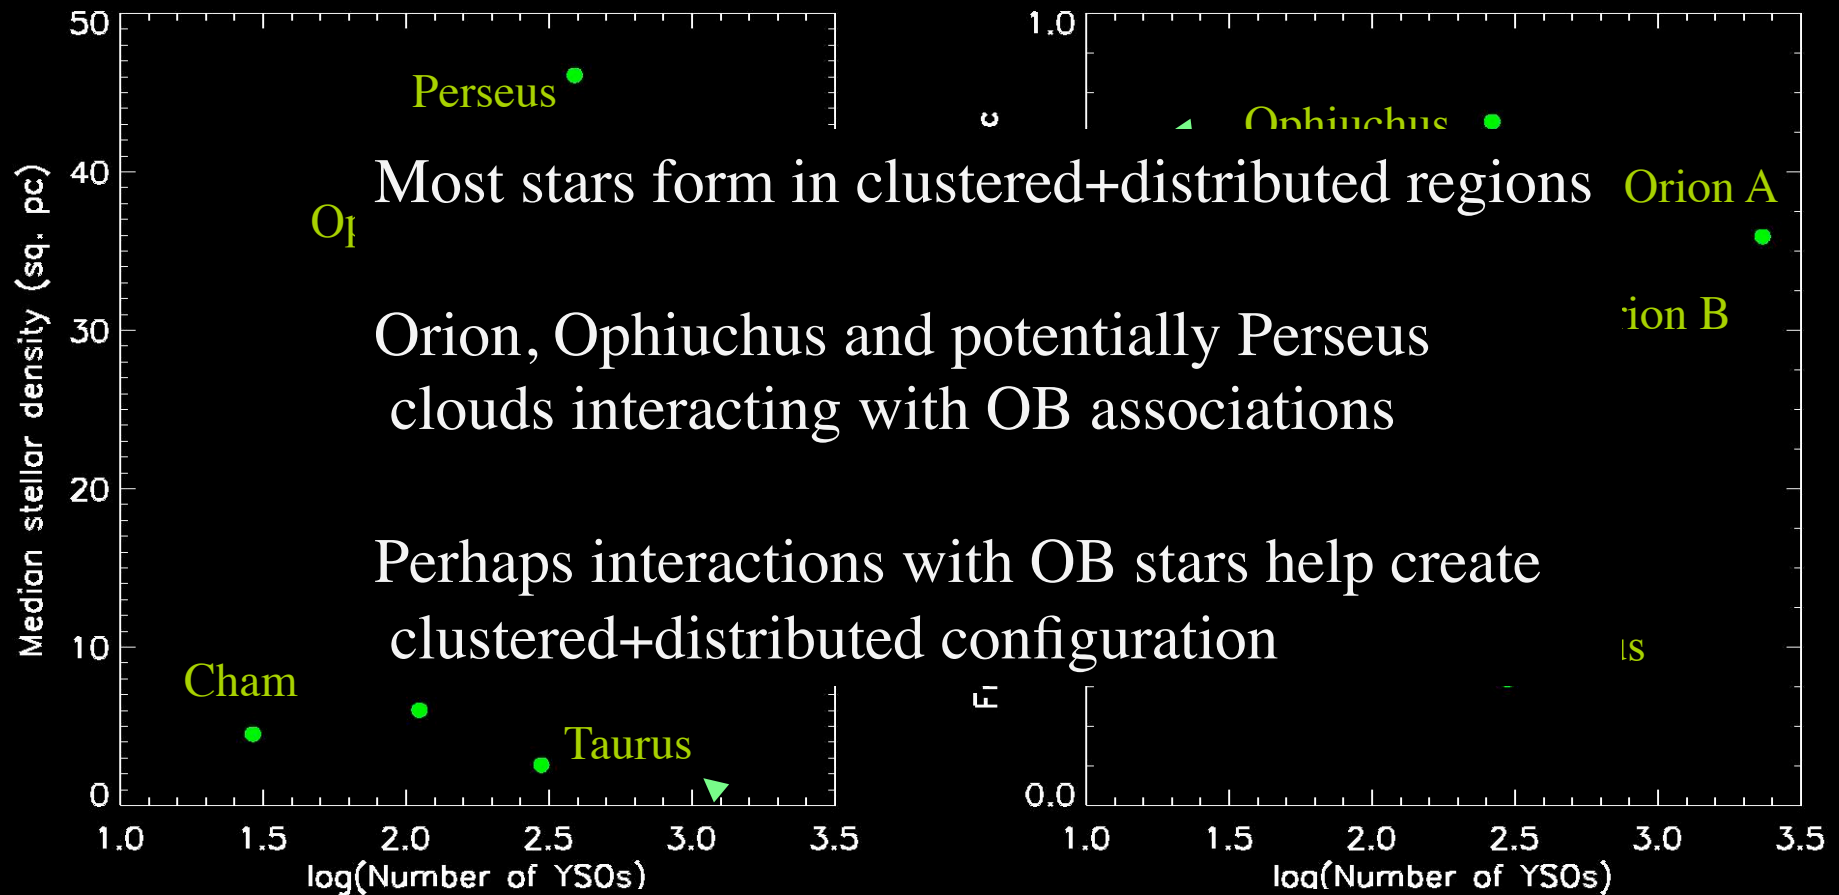 50
1.0
Perseus
Ophiuchus
Most stars form in clustered+distributed regions
40
Orion A
Orion, Ophiuchus and potentially Perseus
30
clouds interacting with OB associations
20
Perhaps interactions with OB stars help create
clustered+distributed configuration
10
Cham
Taurus
0
0.0
1.0 1.5 2.0 2.5 3.0 3.5
1.0 1.5 2.0 2.5 3.0 3.5
log(Number of YSOs)
log(Number of YSOs)
Median stellar density (sq. pc)